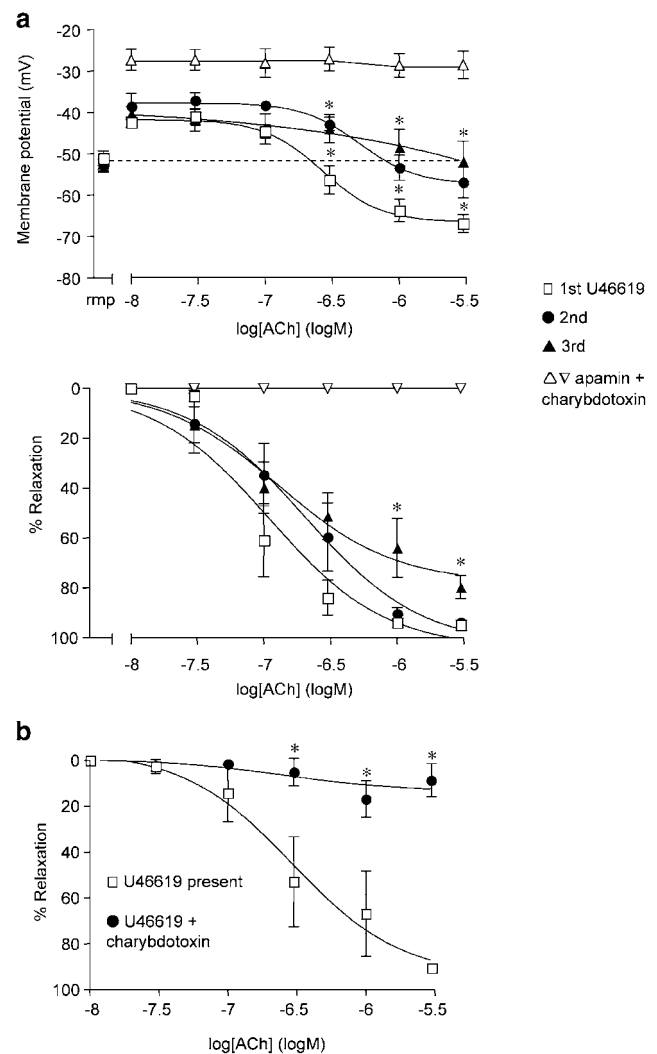 a
Membrane potential (mV)
-20
-30
-40
-50
-60
-70
-80
* * *
* * *
rmp -8 -7.5 -7 -6.5 -6 -5.5
log[ACh] (logM)
1st U46619
2nd
3rd
apamin +
charybdotoxin
% Relaxation
0
20
40
60
80
100
* *
-8 -7.5 -7 -6.5 -6 -5.5
log[ACh] (logM)
b
% Relaxation
0
20
40
60
80
100
* * *
U46619 present
U46619 +
charybdotoxin
-8 -7.5 -7 -6.5 -6 -5.5
log[ACh] (logM)